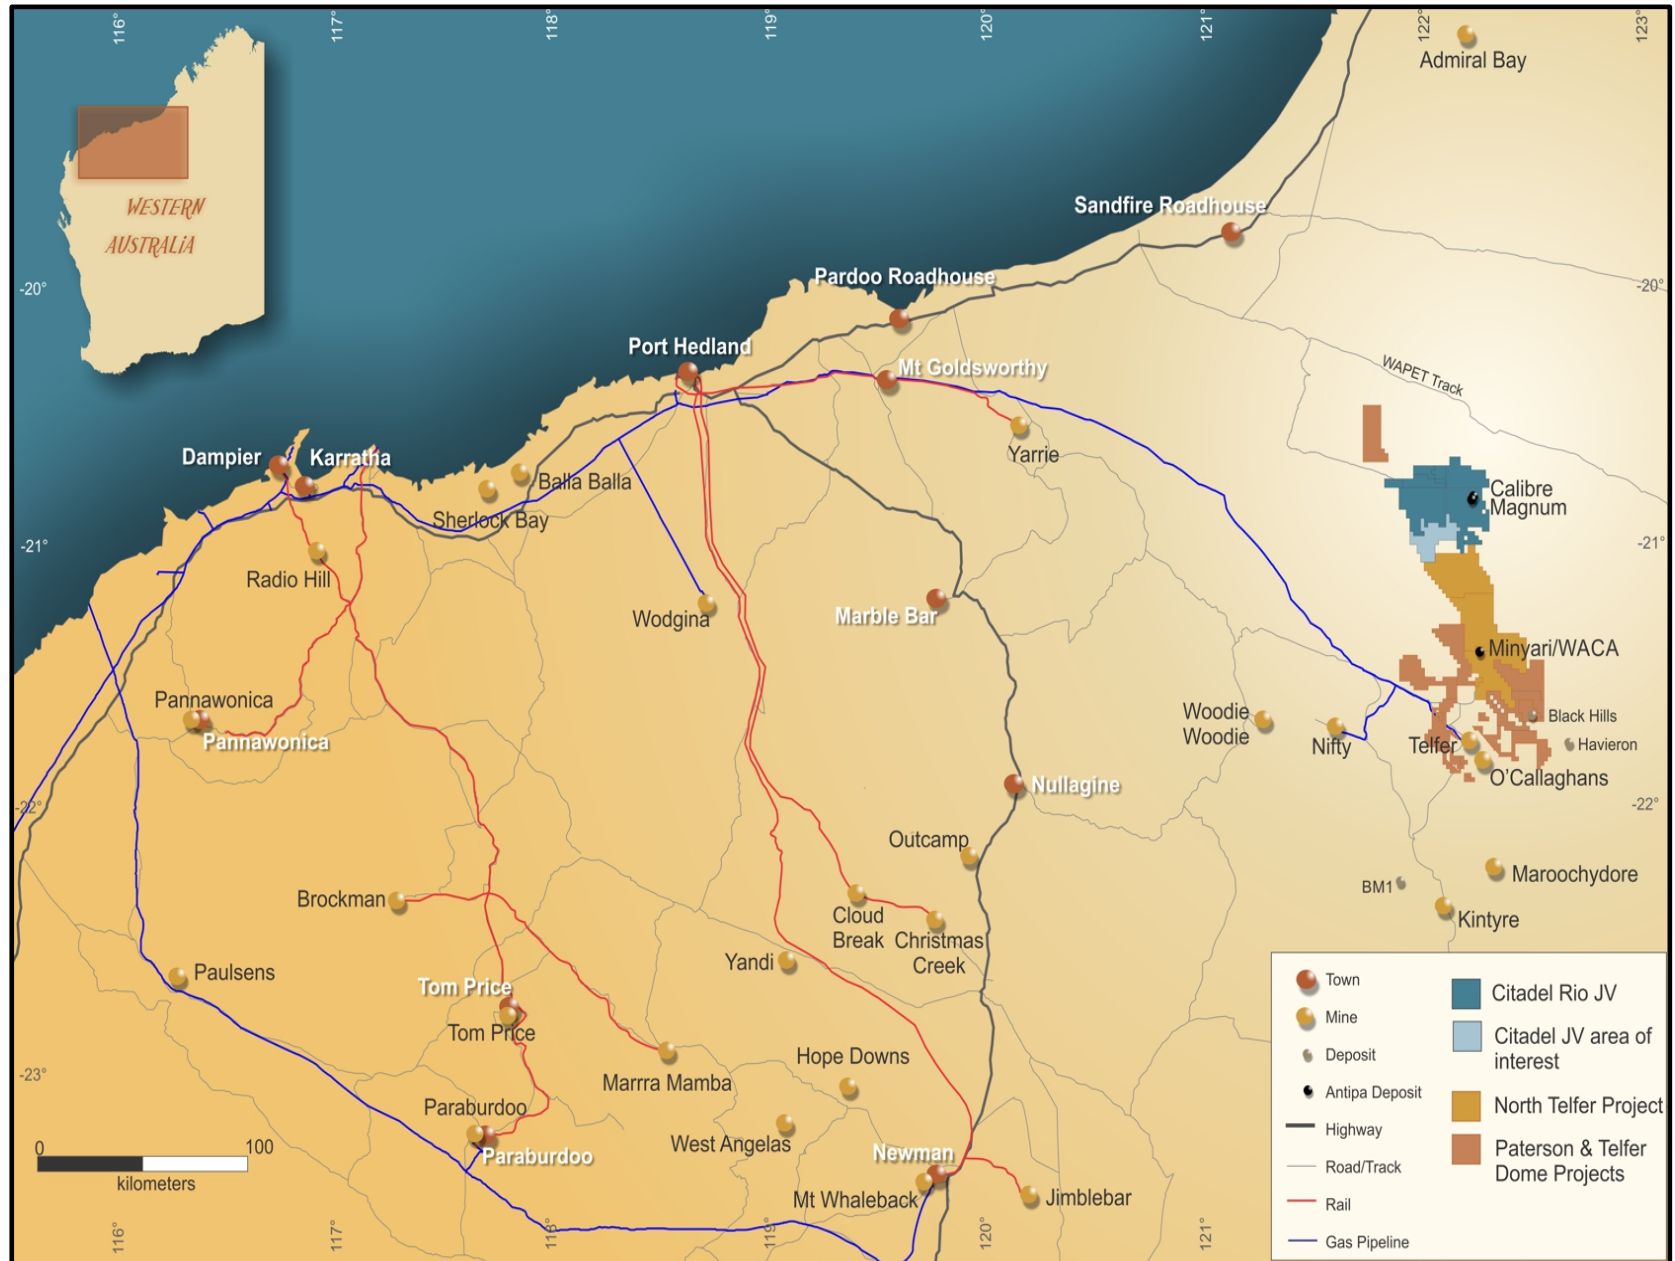 116°
117°
118°
119°
120°
121°
122°
123°
Admiral Bay
WESTERN
AUSTRALIA
Sandfire Roadhouse
-20°
Pardoo Roadhouse
-20°
Port Hedland
Mt Goldsworthy
WAPET Track
Dampier
Karratha
Yarrie
Balla Balla
Sherlock Bay
Calibre
Magnum
-21°
-21°
Radio Hill
Wodgina
Marble Bar
Minyari/WACA
Pannawonica
Pannawonica
Woodie
Woodie
Nifty
Telfer
Black Hills
Havieron
O'Callaghans
Nullagine
-22°
-22°
Outcamp
Brockman
Cloud
Break
Christmas
Creek
BM1
Maroochydore
Kintyre
Paulsens
Yandi
Tom Price
Tom Price
Hope Downs
-23°
Marrra Mamba
Paraburdoo
Paraburdoo
West Angelas
Newman
Mt Whaleback
Jimblebar
0
100
kilometers
116°
117°
118°
119°
120°
121°
Town
Mine
Deposit
Antipa Deposit
Highway
Road/Track
Rail
Gas Pipeline
Citadel Rio JV
Citadel JV area of
interest
North Telfer Project
Paterson & Telfer
Dome Projects